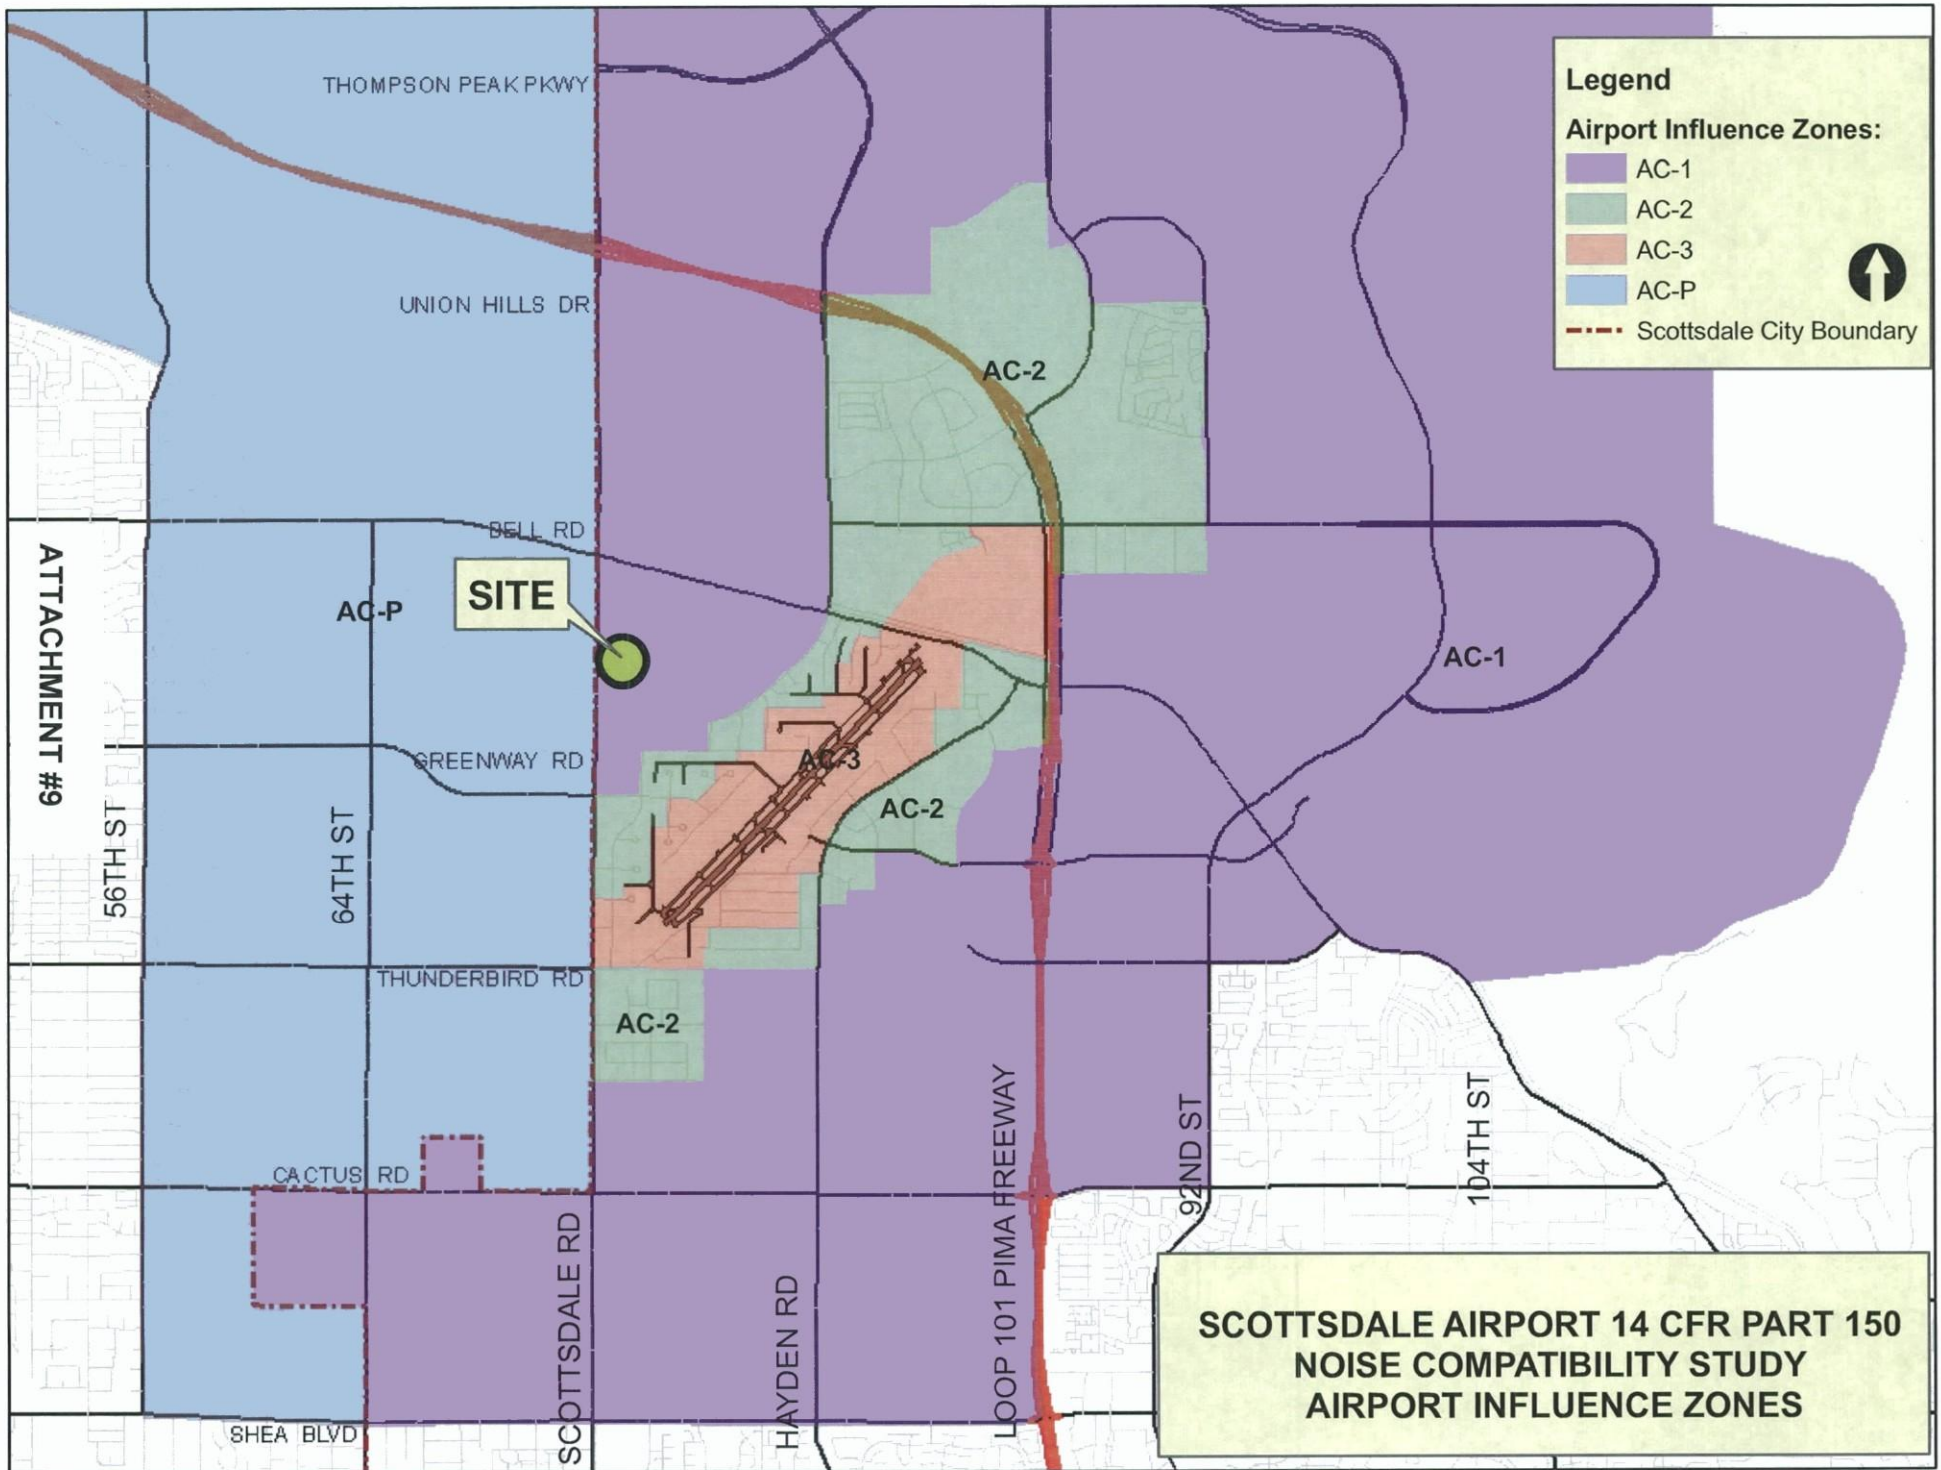 THOMPSON PEAK PKWY
Legend
Airport Influence Zones:
AC-1
AC-2
AC-3
AC-P
Scottsdale City Boundary
UNION HILLS DR
AC-2
BELL RD
ATTACHMENT #9
SITE
AC-P
AC-1
GREENWAY RD
AC-3
AC-2
56TH ST
64TH ST
THUNDERBIRD RD
AC-2
CACTUS RD
SCOTTSDALE RD
HAYDEN RD
LOOP 101 PIMA FREEWAY
92ND ST
104TH ST
SHEA BLVD
SCOTTSDALE AIRPORT 14 CFR PART 150
NOISE COMPATIBILITY STUDY
AIRPORT INFLUENCE ZONES